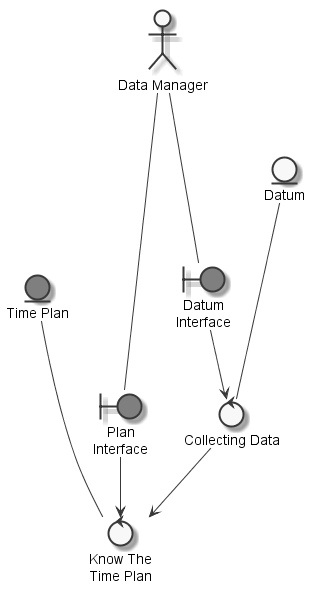 Data Manager
Datum
Time Plan
Datum
Interface
Plan
Interface
Collecting Data
Know The
Time Plan